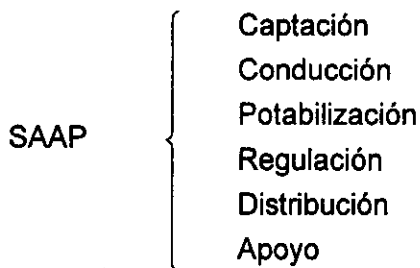 SAAP
Captación
Conducción
Potabilización
Regulación
Distribución
Apoyo